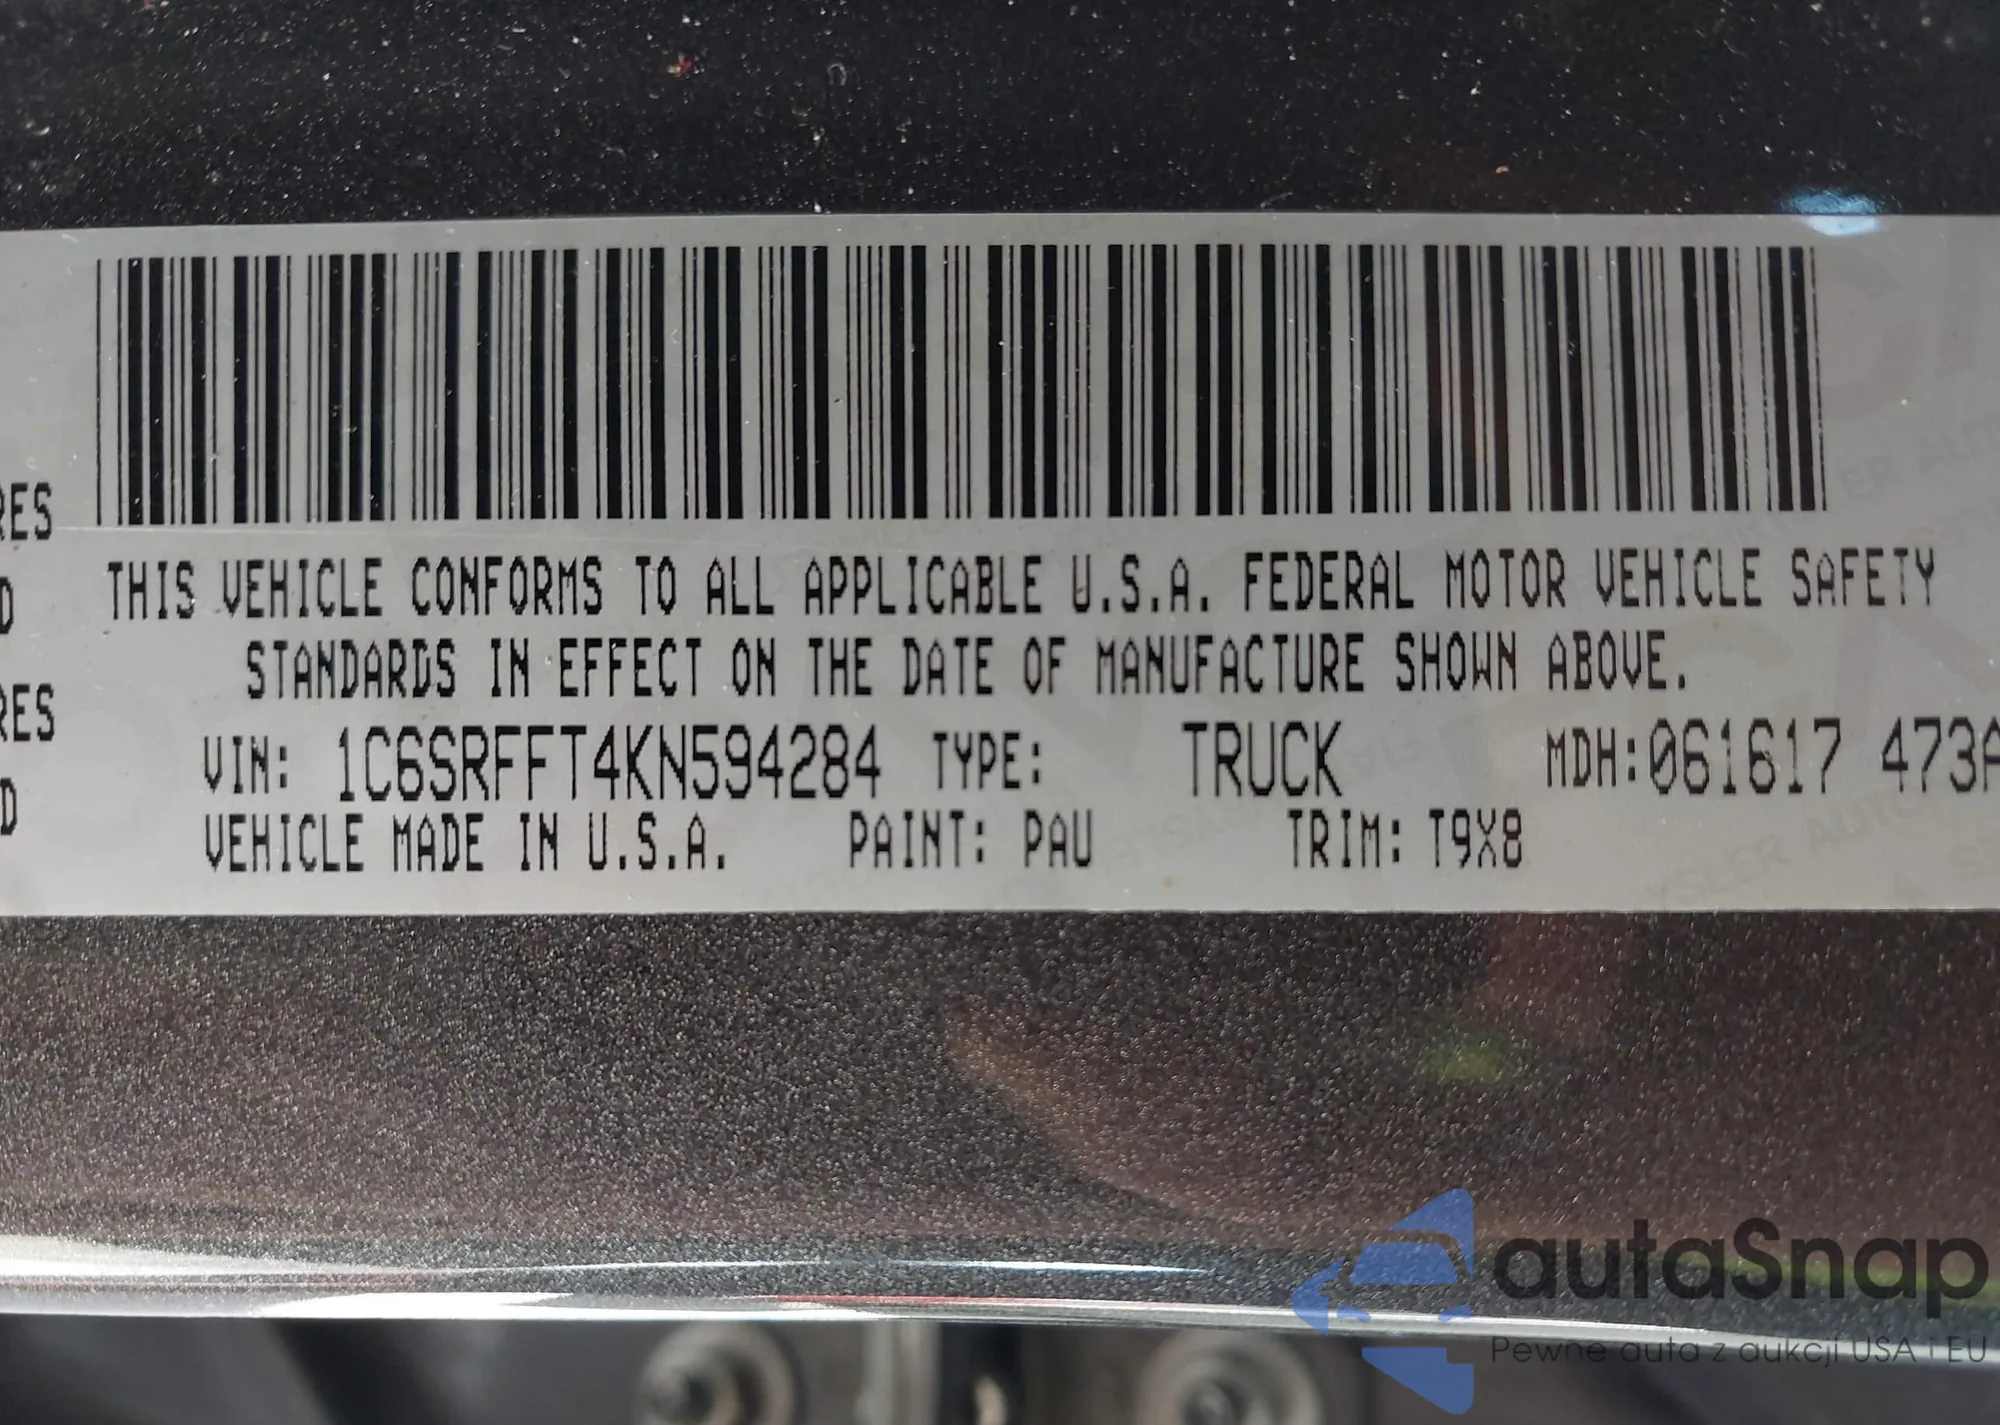 RES
D
RES
D
THIS VEHICLE CONFORMS TO ALL APPLICABLE U.S.A. FEDERAL MOTOR VEHICLE SAFETY
STANDARDS IN EFFECT ON THE DATE OF MANUFACTURE SHOWN ABOVE.
VIN: 1C6SRFFT4KN594284 TYPE: TRUCK MDH:061617 473A
VEHICLE MADE IN U.S.A. PAINT: PAU TRIM: T9X8
autaSnap
Pewne auta z aukcji USA i EU